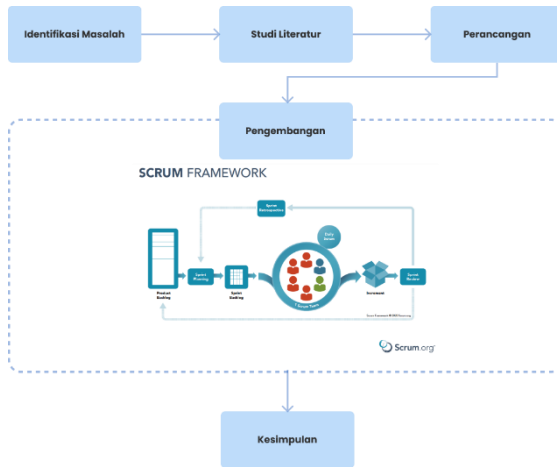 Identifikasi Masalah
Studi Literatur
Perancangan
Pengembangan
SCRUM FRAMEWORK
Sprint
Retrospective
Daily
Scrum
Sprint
Planning
Sprint
Review
Product
Backlog
Sprint
Backlog
Scrum Team
Increment
Scrum.org
Kesimpulan